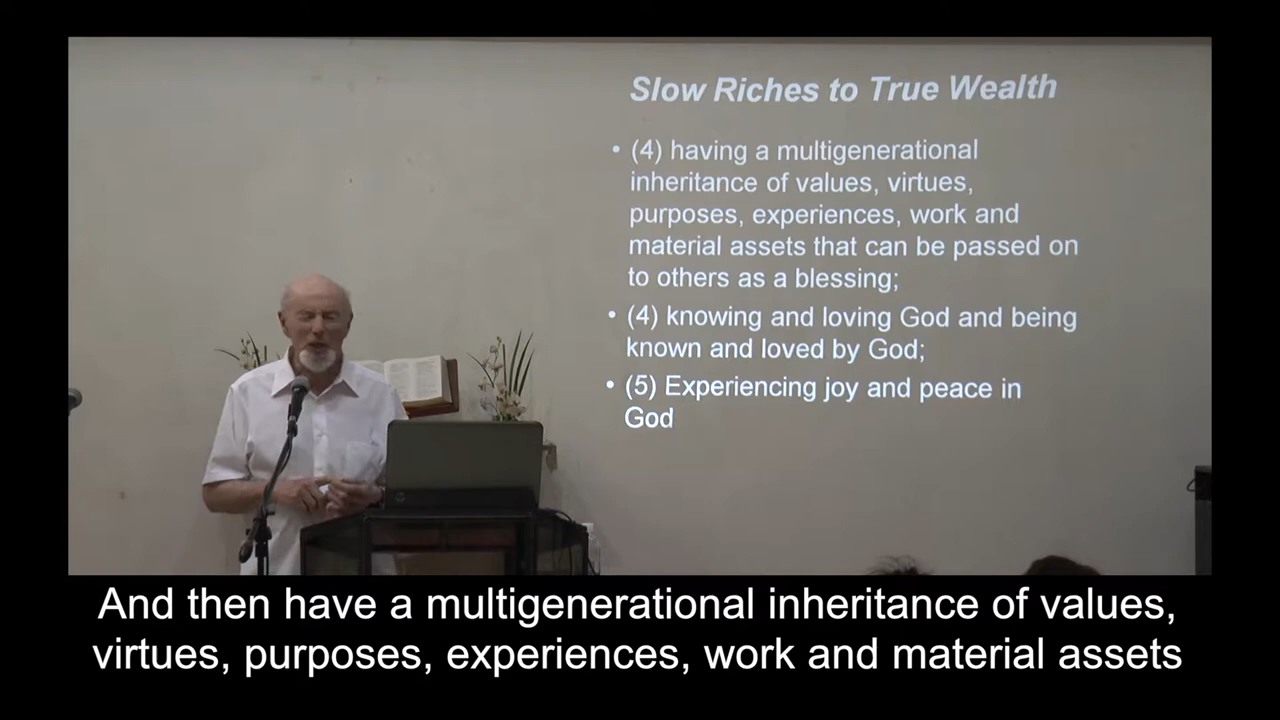 Slow Riches to True Wealth
• (4) having a multigenerational
inheritance of values, virtues,
purposes, experiences, work and
material assets that can be passed on
to others as a blessing;
• (4) knowing and loving God and being
known and loved by God;
• (5) Experiencing joy and peace in
God
And then have a multigenerational inheritance of values,
virtues, purposes, experiences, work and material assets